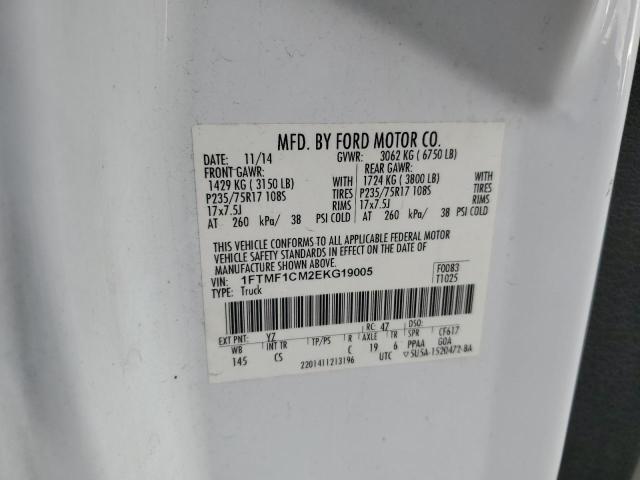 MFD. BY FORD MOTOR CO.
DATE: 11/14 GVWR: 3062 KG (6750 LB)
FRONT GAWR: REAR GAWR:
1429 KG (3150 LB) WITH 1724 KG (3800 LB) WITH
P235/75R17 108S TIRES P235/75R17 108S TIRES
17x7.5J RIMS 17x7.5J RIMS
AT 260 kPa/ 38 PSI COLD AT 260 kPa/ 38 PSI COLD
THIS VEHICLE CONFORMS TO ALL APPLICABLE FEDERAL MOTOR
VEHICLE SAFETY STANDARDS IN EFFECT ON THE DATE OF
MANUFACTURE SHOWN ABOVE.
VIN: 1FTMF1CM2EKG19005 F0083
TYPE: Truck T1025
EXT PNT: YZ RC: 47 DSO:
WB INT TR TP/PS R AXLE TR SPR CF617
145 CS C 19 6 PPAA GOA
2201411213196 UTC ▽5U5A-1520472-BA